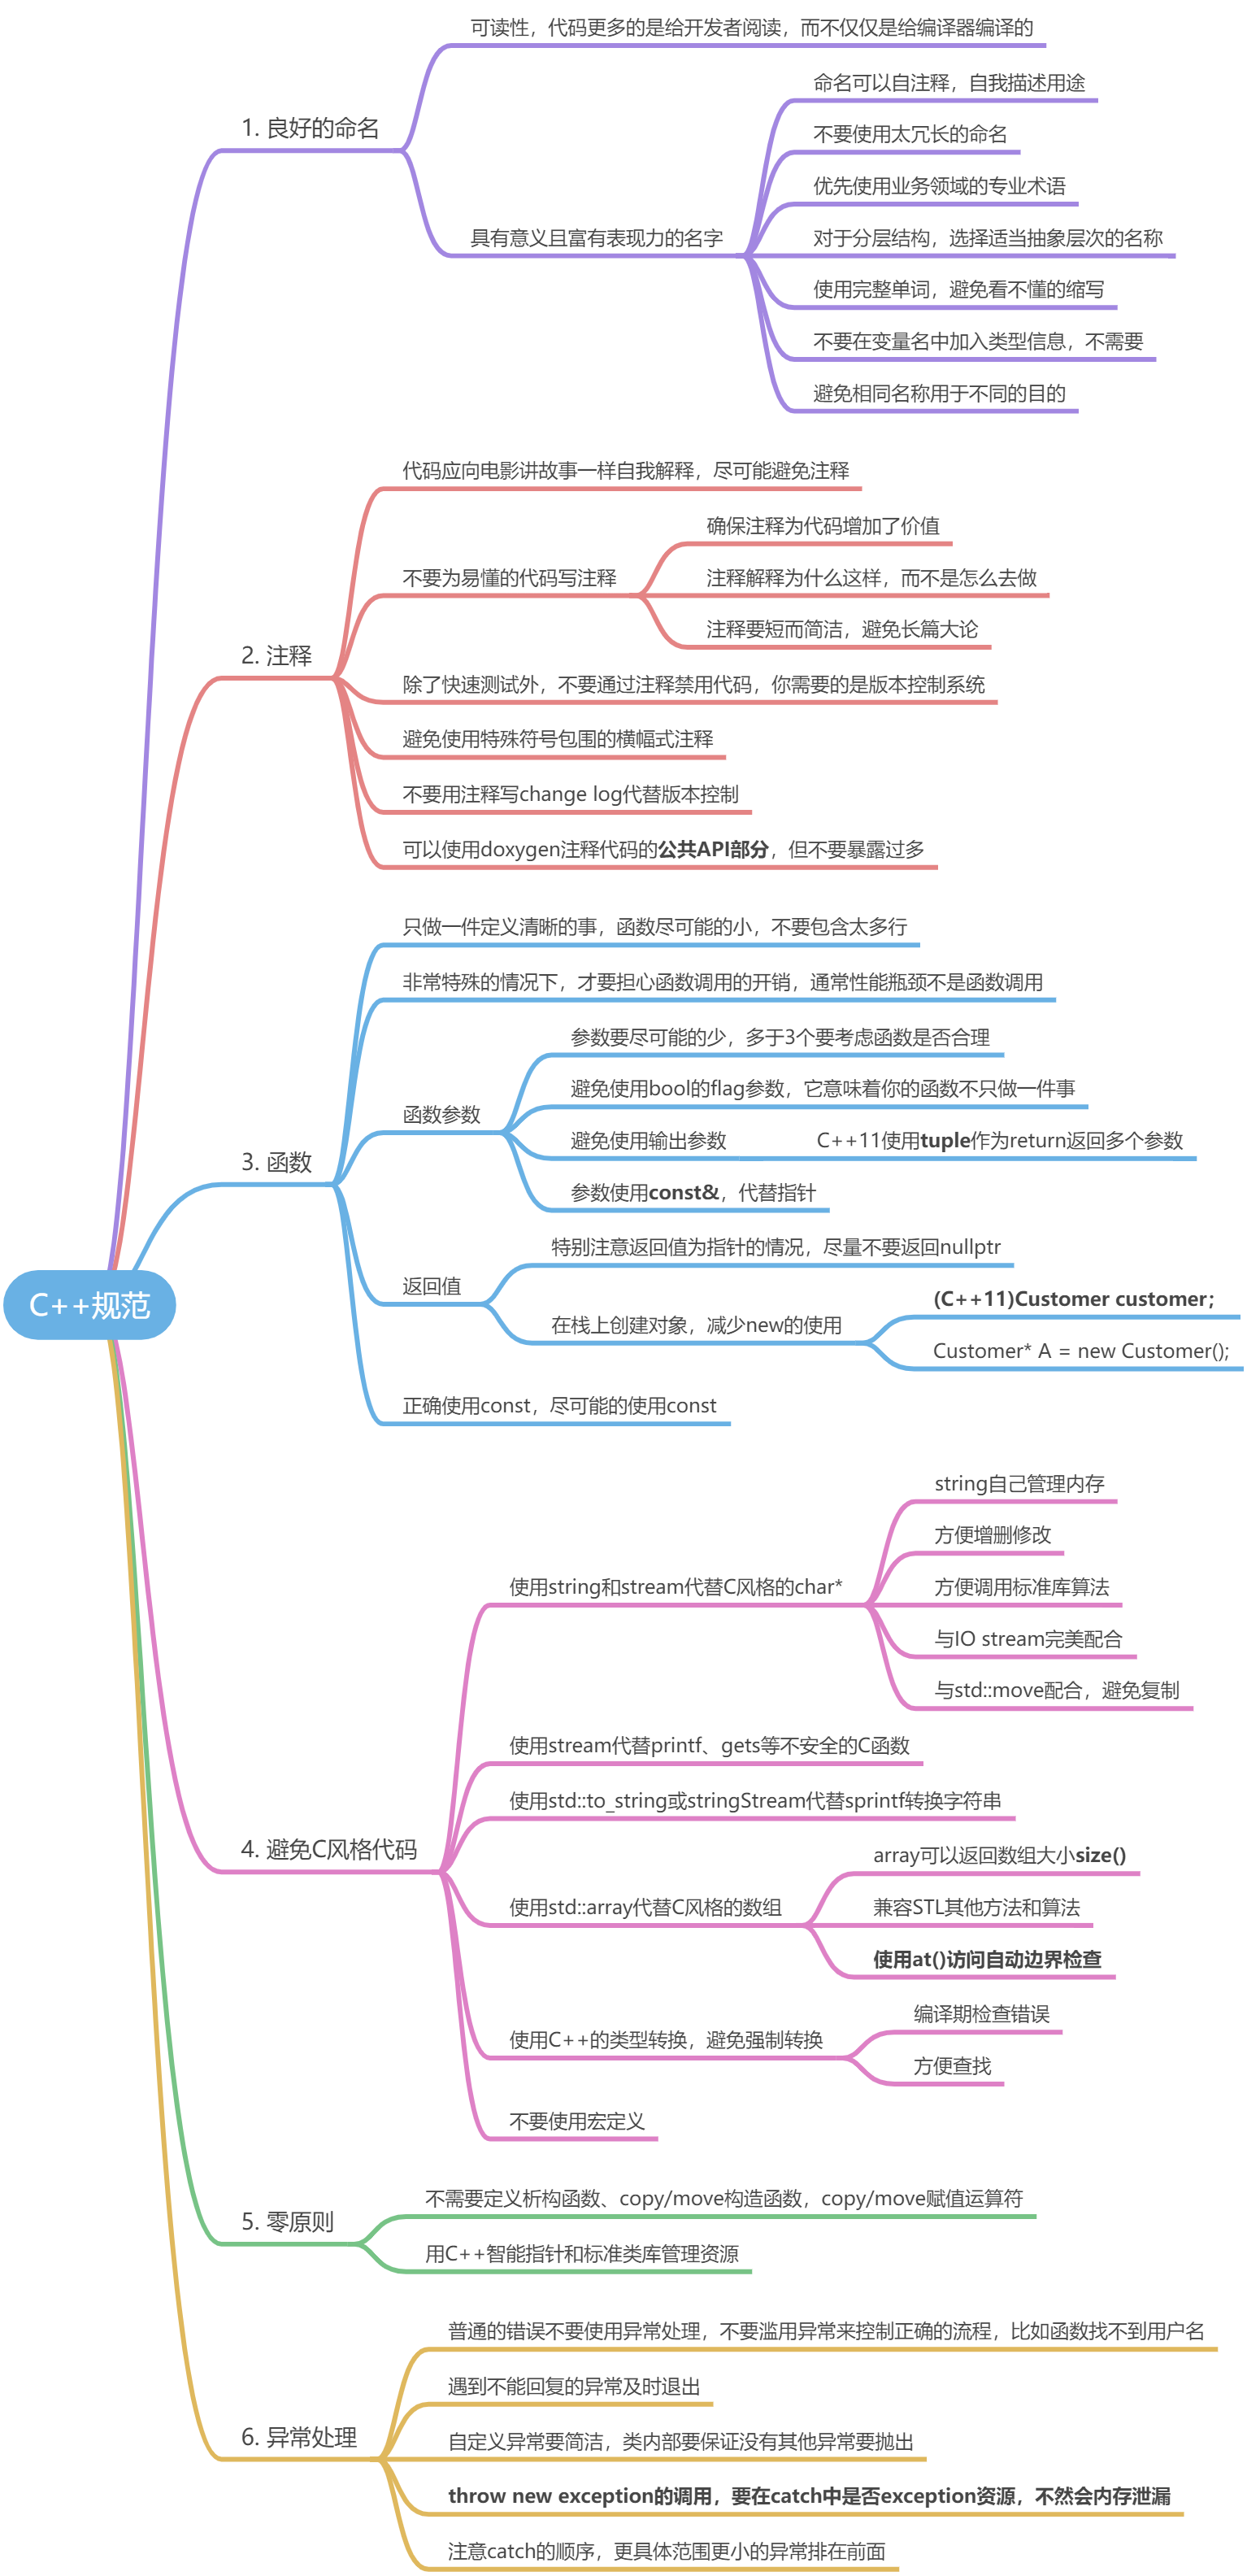 C++规范
1. 良好的命名
可读性，代码更多的是给开发者阅读，而不仅仅是给编译器编译的
具有意义且富有表现力的名字
命名可以自注释，自我描述用途
不要使用太冗长的命名
优先使用业务领域的专业术语
对于分层结构，选择适当抽象层次的名称
使用完整单词，避免看不懂的缩写
不要在变量名中加入类型信息，不需要
避免相同名称用于不同的目的
2. 注释
代码应向电影讲故事一样自我解释，尽可能避免注释
不要为易懂的代码写注释
确保注释为代码增加了价值
注释解释为什么这样，而不是怎么去做
注释要短而简洁，避免长篇大论
除了快速测试外，不要通过注释禁用代码，你需要的是版本控制系统
避免使用特殊符号包围的横幅式注释
不要用注释写change log代替版本控制
可以使用doxygen注释代码的公共API部分，但不要暴露过多
3. 函数
只做一件定义清晰的事，函数尽可能的小，不要包含太多行
非常特殊的情况下，才要担心函数调用的开销，通常性能瓶颈不是函数调用
函数参数
参数要尽可能的少，多于3个要考虑函数是否合理
避免使用bool的flag参数，它意味着你的函数不只做一件事
避免使用输出参数
C++11使用tuple作为return返回多个参数
参数使用const&，代替指针
返回值
特别注意返回值为指针的情况，尽量不要返回nullptr
在栈上创建对象，减少new的使用
(C++11)Customer customer；
Customer* A = new Customer();
正确使用const，尽可能的使用const
4. 避免C风格代码
使用string和stream代替C风格的char*
string自己管理内存
方便增删修改
方便调用标准库算法
与IO stream完美配合
与std::move配合，避免复制
使用stream代替printf、gets等不安全的C函数
使用std::to_string或stringStream代替sprintf转换字符串
使用std::array代替C风格的数组
array可以返回数组大小size()
兼容STL其他方法和算法
使用at()访问自动边界检查
使用C++的类型转换，避免强制转换
编译期检查错误
方便查找
不要使用宏定义
5. 零原则
不需要定义析构函数、copy/move构造函数，copy/move赋值运算符
用C++智能指针和标准类库管理资源
6. 异常处理
普通的错误不要使用异常处理，不要滥用异常来控制正确的流程，比如函数找不到用户名
遇到不能回复的异常及时退出
自定义异常要简洁，类内部要保证没有其他异常要抛出
throw new exception的调用，要在catch中是否exception资源，不然会内存泄漏
注意catch的顺序，更具体范围更小的异常排在前面